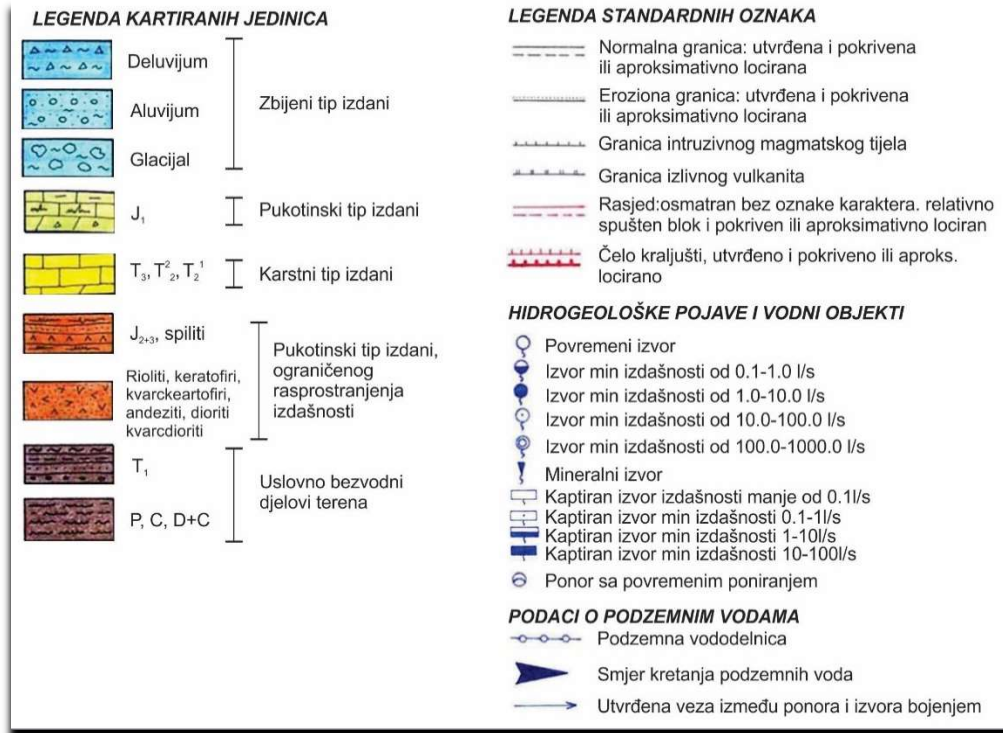 LEGENDA KARTIRANIH JEDINICA
Deluvijum
Aluvijum
Glacijal
Zbijeni tip izdani
J₁
Pukotinski tip izdani
T₃, T²₂, T₂¹
Karstni tip izdani
J₂₊₃, spiliti
Rioliti, keratofiri,
kvarckeartofiri,
andeziti, dioriti
kvarcdioriti
Pukotinski tip izdani,
ograničenog
rasprostranjenja
izdašnosti
T₁
P, C, D+C
Uslovno bezvodni
djelovi terena
LEGENDA STANDARDNIH OZNAKA
Normalna granica: utvrđena i pokrivena
ili aproksimativno locirana
Eroziona granica: utvrđena i pokrivena
ili aproksimativno locirana
Granica intruzivnog magmatskog tijela
Granica izlivnog vulkanita
Rasjed:osmatran bez oznake karaktera. relativno
spušten blok i pokriven ili aproksimativno lociran
Čelo kraljušti, utvrđeno i pokriveno ili aproks.
locirano
HIDROGEOLOŠKE POJAVE I VODNI OBJEKTI
Povremeni izvor
Izvor min izdašnosti od 0.1-1.0 l/s
Izvor min izdašnosti od 1.0-10.0 l/s
Izvor min izdašnosti od 10.0-100.0 l/s
Izvor min izdašnosti od 100.0-1000.0 l/s
Mineralni izvor
Kaptiran izvor izdašnosti manje od 0.1l/s
Kaptiran izvor min izdašnosti 0.1-1l/s
Kaptiran izvor min izdašnosti 1-10l/s
Kaptiran izvor min izdašnosti 10-100l/s
Ponor sa povremenim poniranjem
PODACI O PODZEMNIM VODAMA
Podzemna vododelnica
Smjer kretanja podzemnih voda
Utvrđena veza između ponora i izvora bojenjem